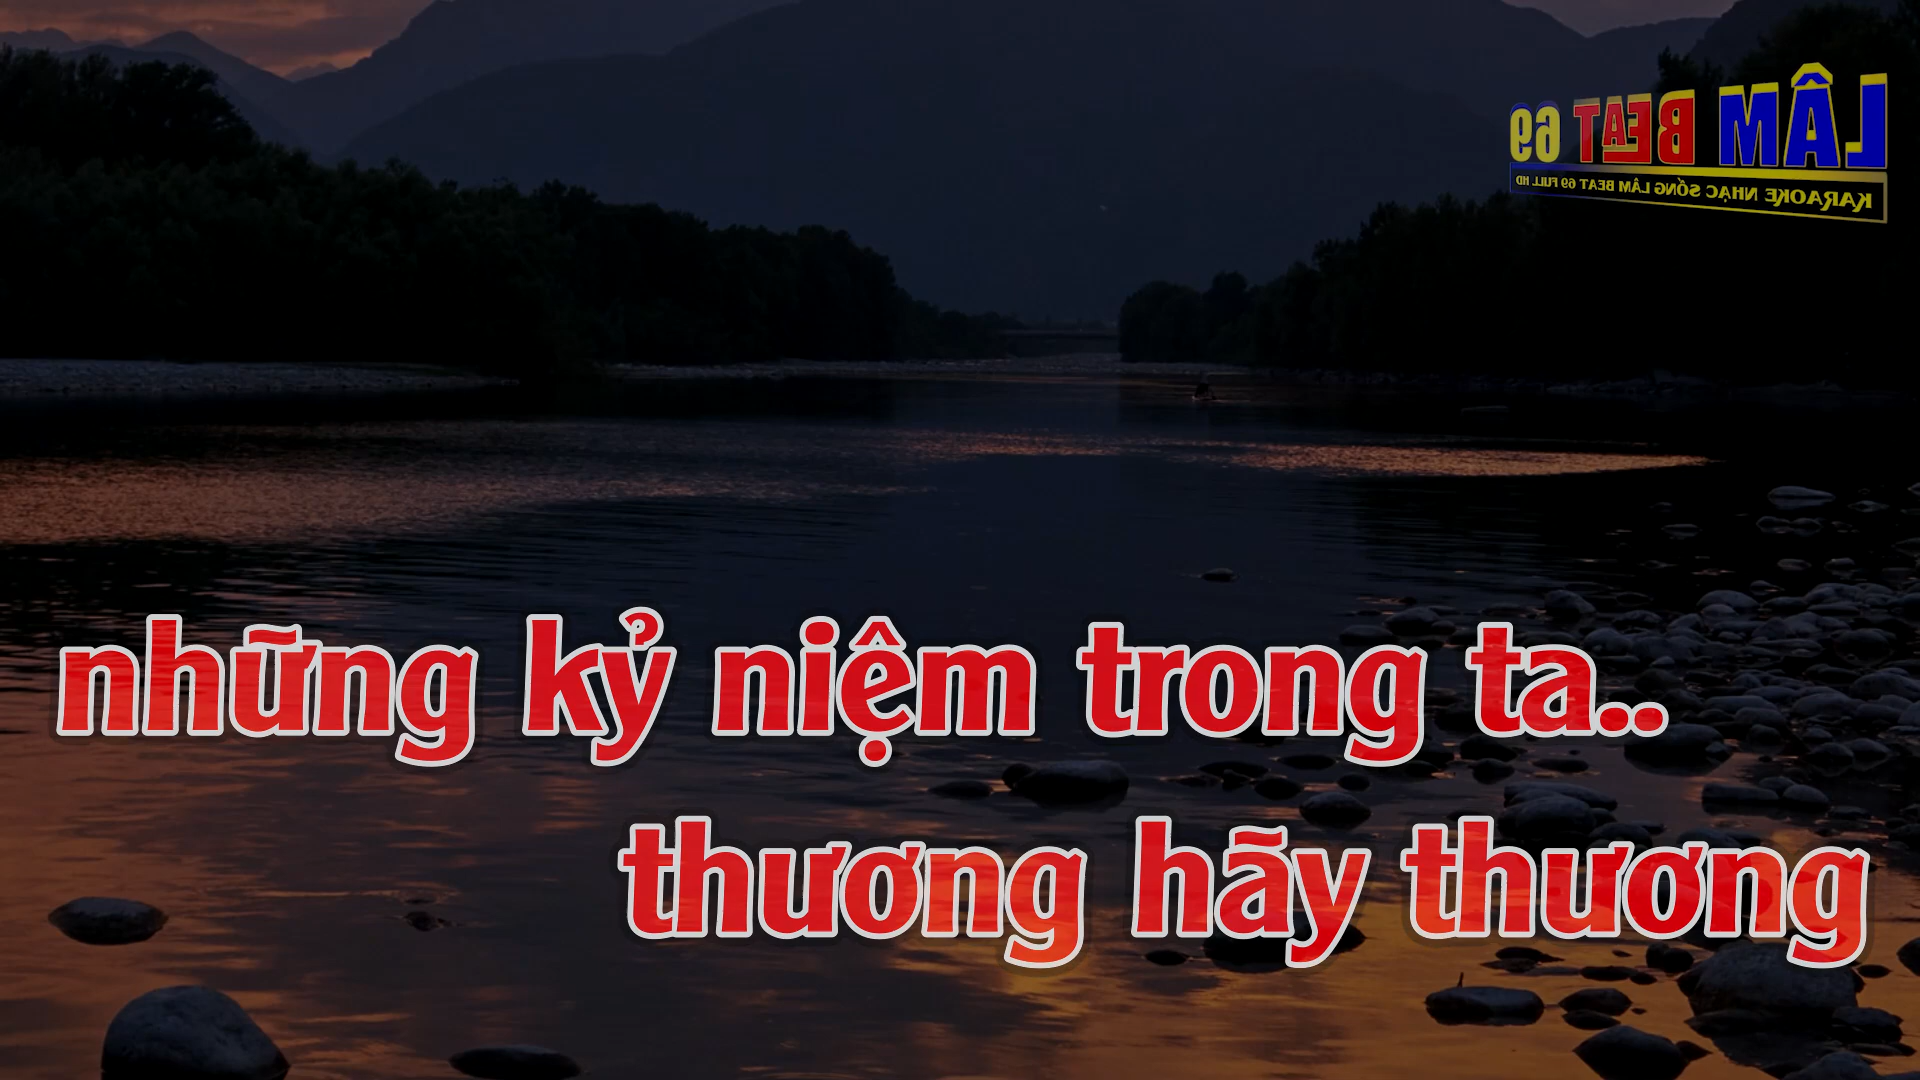 LÂM BEAT 69
KARAOKE NHẠC SỐNG LÂM BEAT 69 FULL HD
những kỷ niệm trong ta..
thương hãy thương